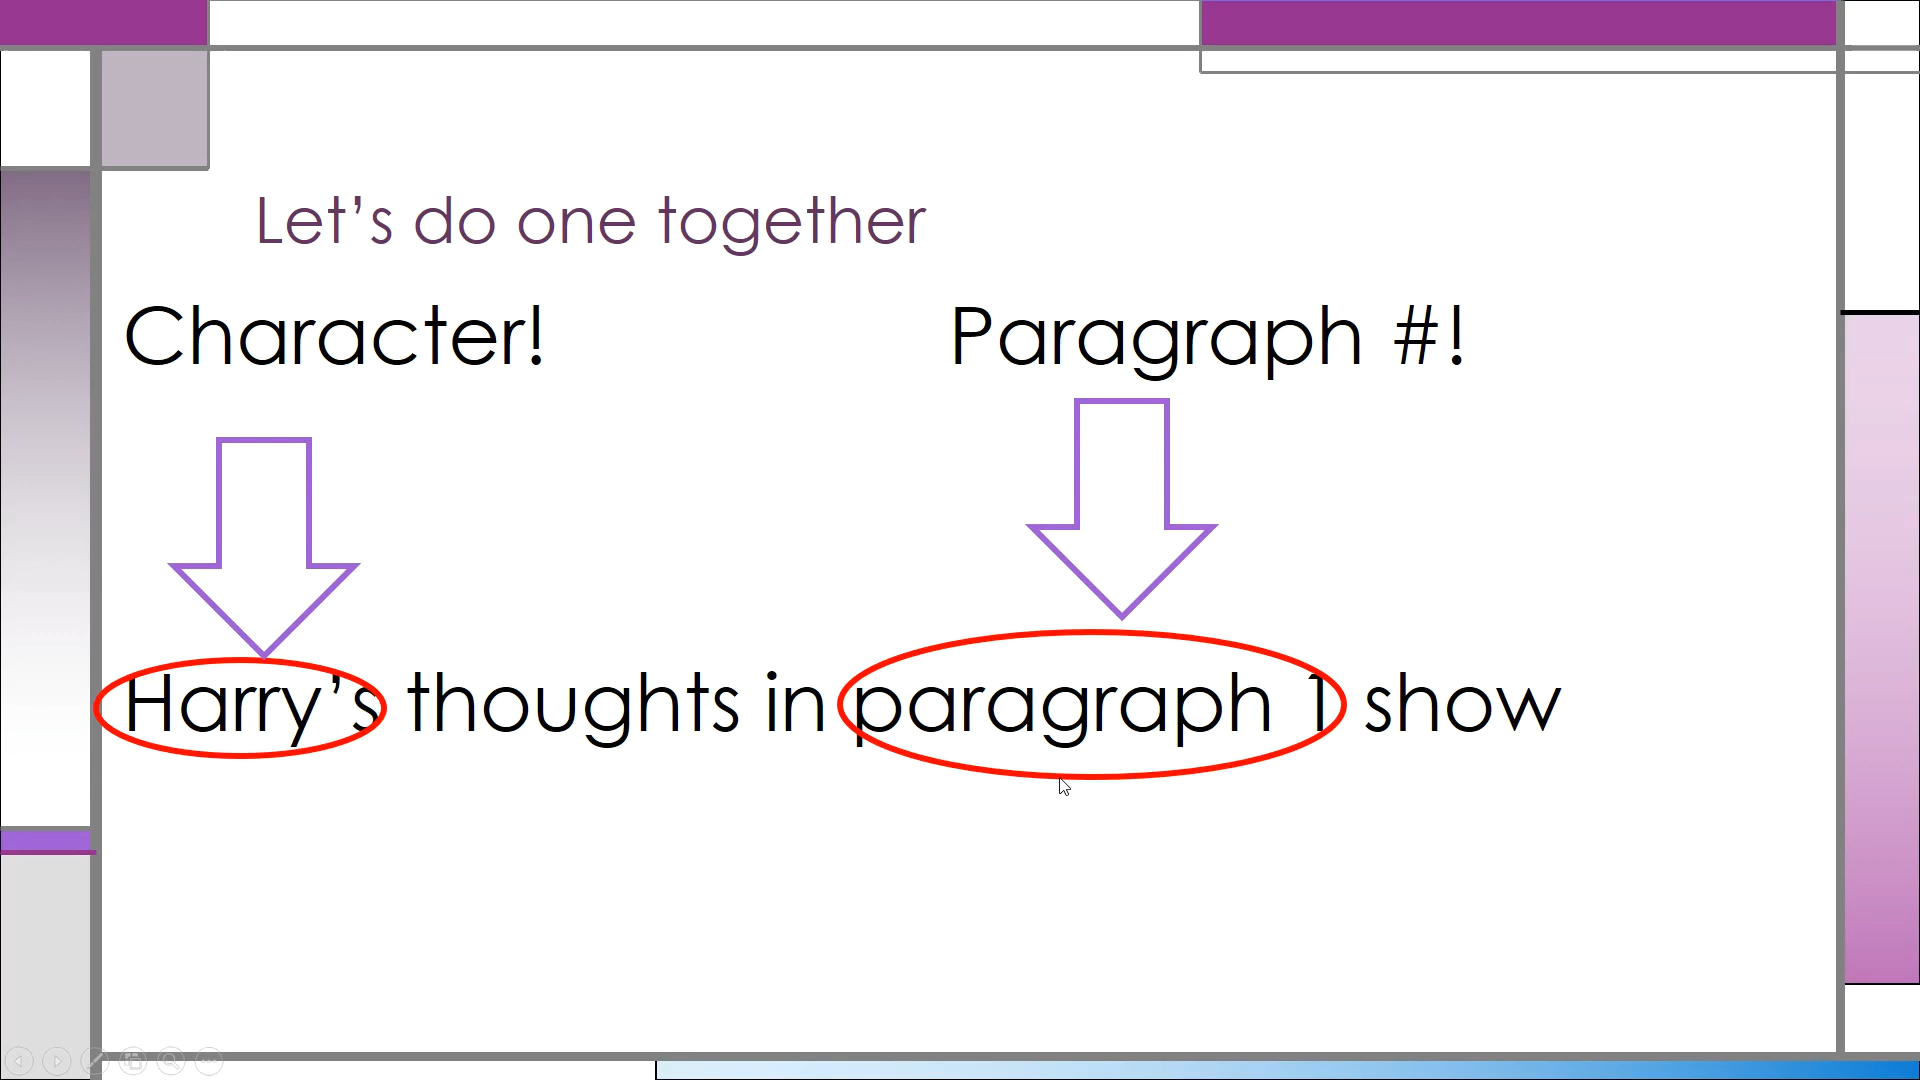 Let’s do one together
Character!
Paragraph #!
Harry’s thoughts in paragraph 1 show